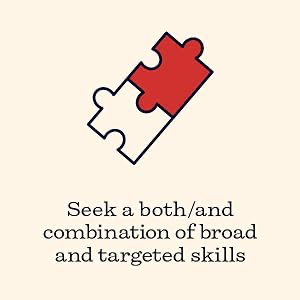 Seek a both/and
combination of broad
and targeted skills